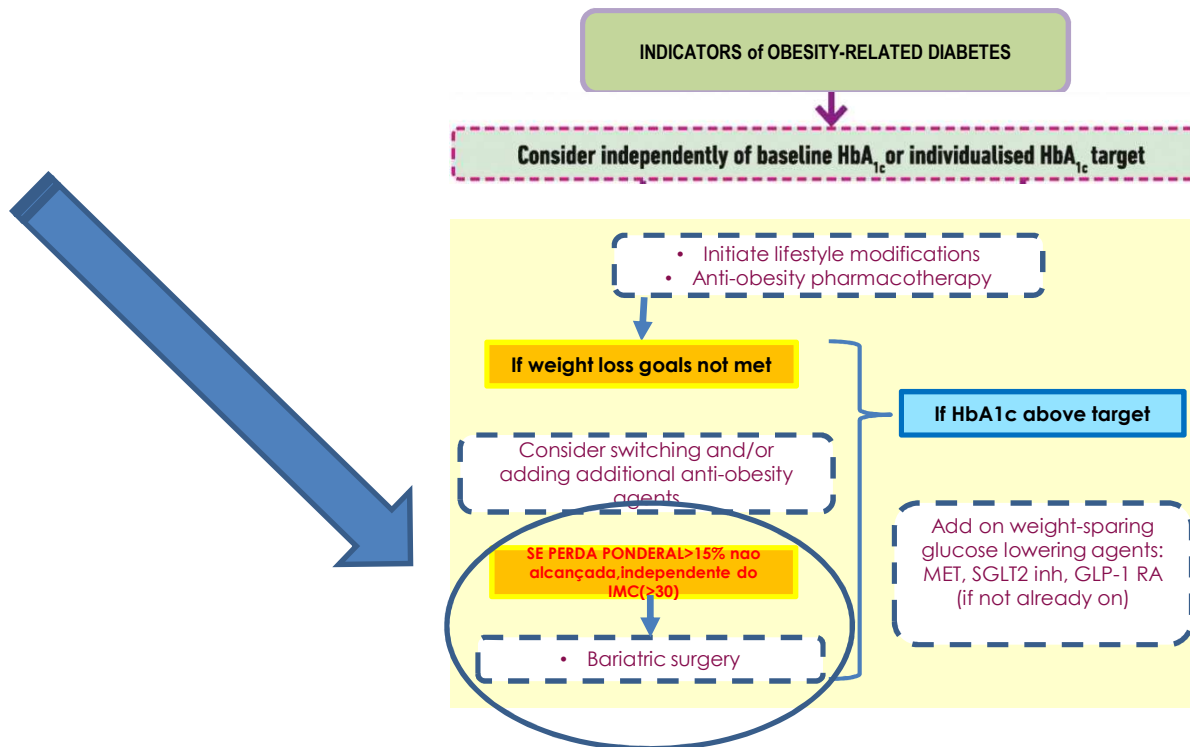 INDICATORS of OBESITY-RELATED DIABETES
Consider independently of baseline HbA1c or individualised HbA1c target
• Initiate lifestyle modifications
• Anti-obesity pharmacotherapy
If weight loss goals not met
If HbA1c above target
Consider switching and/or
adding additional anti-obesity
agents
SE PERDA PONDERAL>15% nao
alcançada,independente do
IMC(>30)
• Bariatric surgery
Add on weight-sparing
glucose lowering agents:
MET, SGLT2 inh, GLP-1 RA
(if not already on)